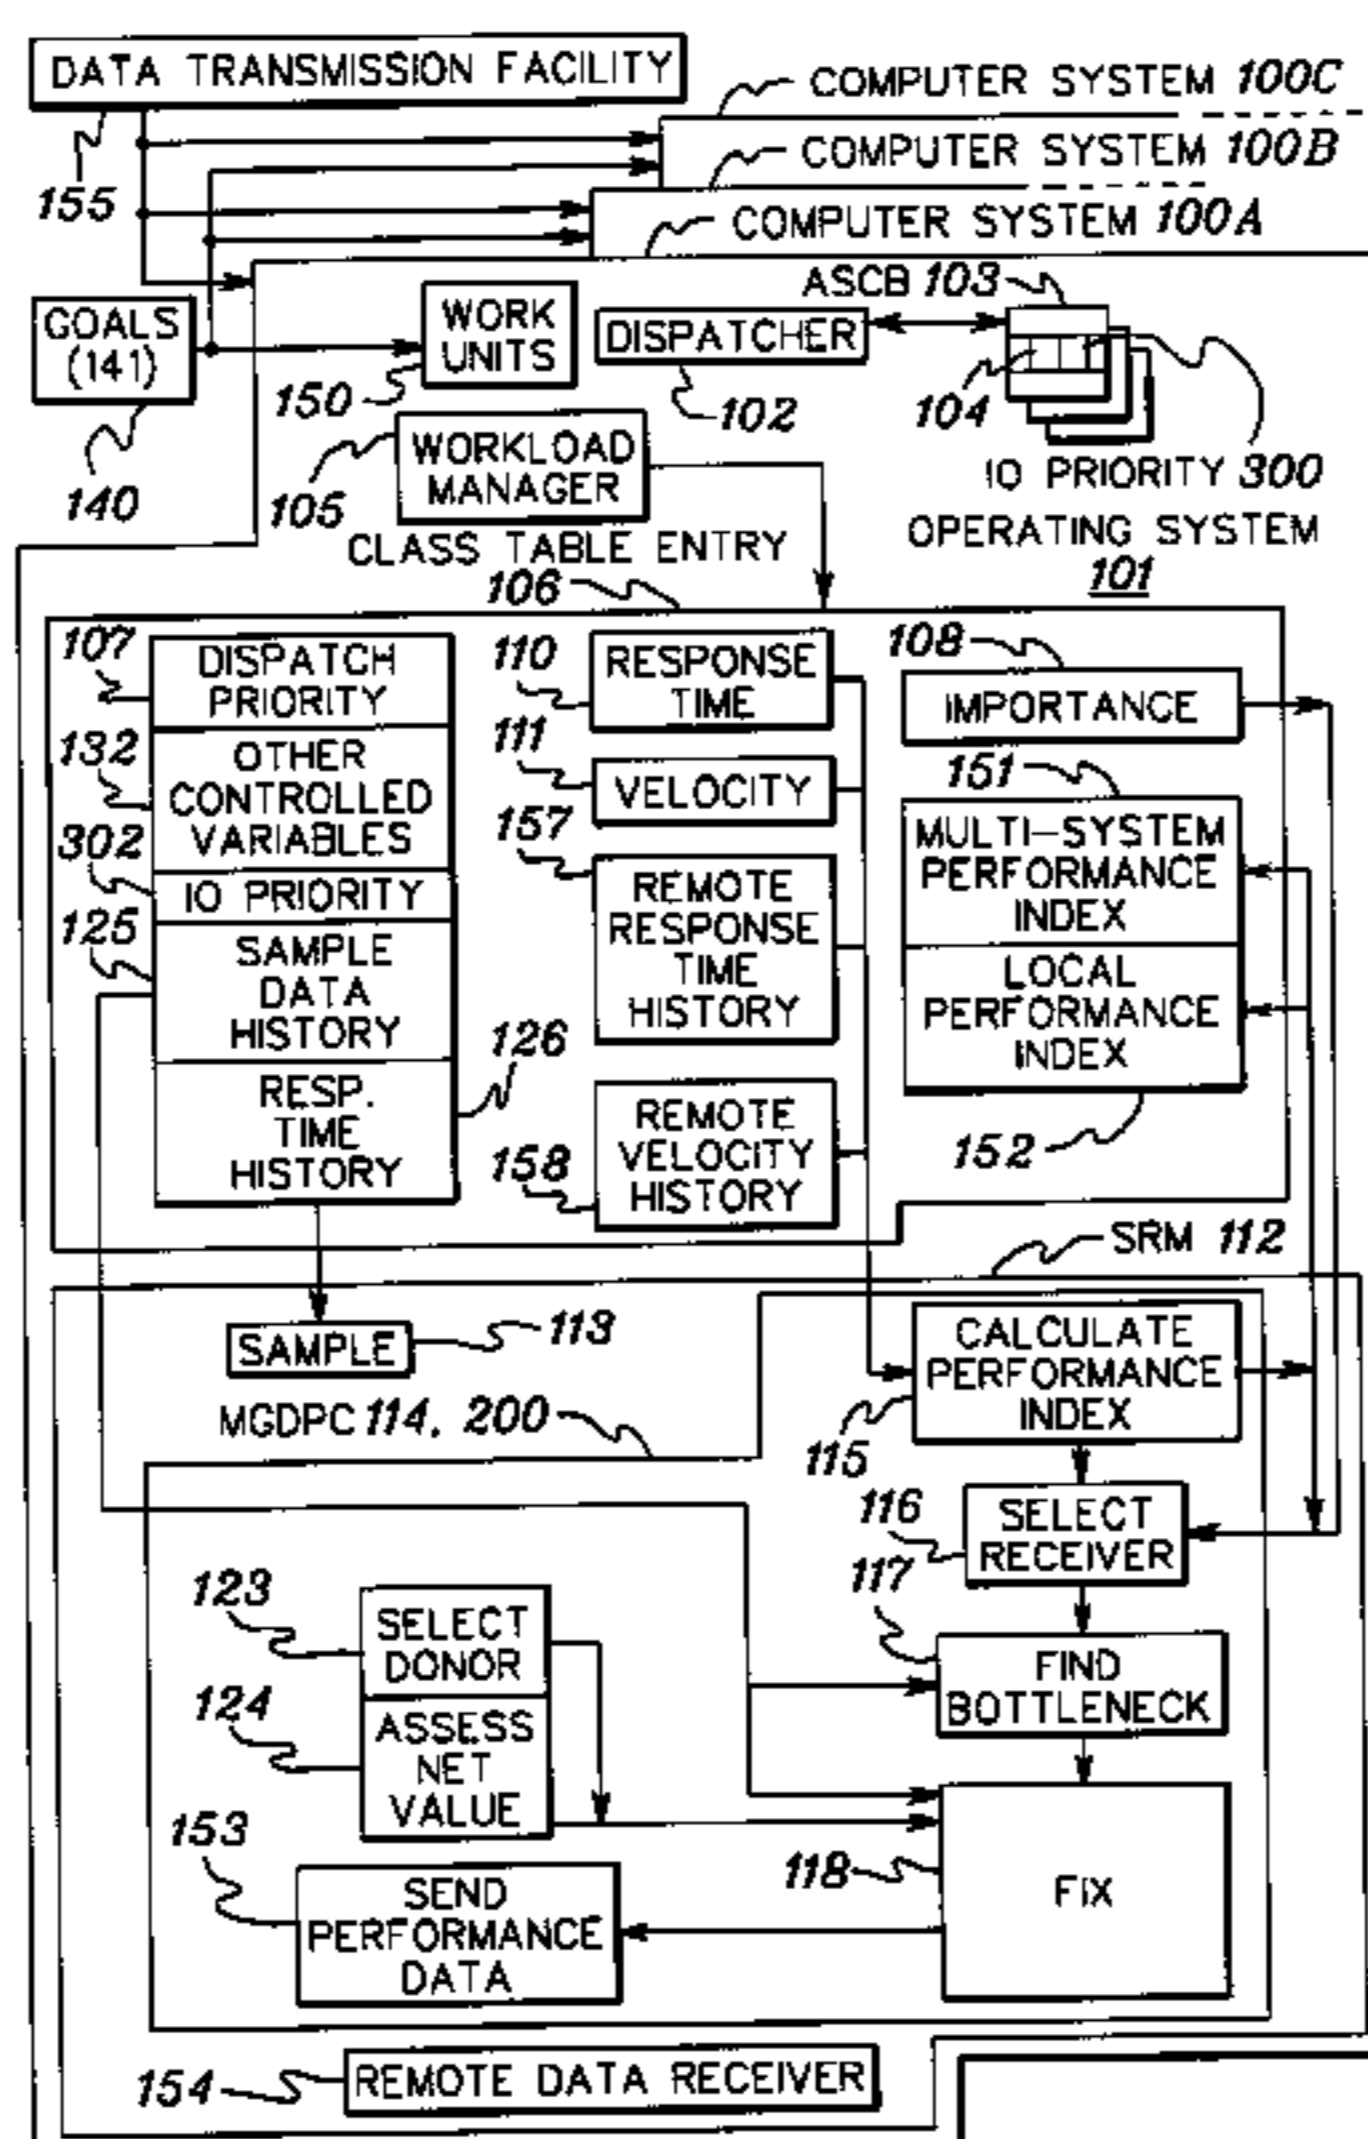 DATA TRANSMISSION FACILITY
155
COMPUTER SYSTEM 100C
COMPUTER SYSTEM 100B
COMPUTER SYSTEM 100A
GOALS
(141)
140
WORK
UNITS
150
DISPATCHER
102
ASCB 103
104
IO PRIORITY 300
OPERATING SYSTEM
101
WORKLOAD
MANAGER
105
CLASS TABLE ENTRY
106
107
DISPATCH
PRIORITY
132
OTHER
CONTROLLED
VARIABLES
302
IO PRIORITY
125
SAMPLE
DATA
HISTORY
126
RESP.
TIME
HISTORY
110
RESPONSE
TIME
111
VELOCITY
157
REMOTE
RESPONSE
TIME
HISTORY
158
REMOTE
VELOCITY
HISTORY
108
IMPORTANCE
151
MULTI-SYSTEM
PERFORMANCE
INDEX
LOCAL
PERFORMANCE
INDEX
152
SRM 112
SAMPLE
113
MGDPC 114, 200
CALCULATE
PERFORMANCE
INDEX
115
116
SELECT
RECEIVER
117
FIND
BOTTLENECK
123
SELECT
DONOR
124
ASSESS
NET
VALUE
118
FIX
153
SEND
PERFORMANCE
DATA
154
REMOTE DATA RECEIVER